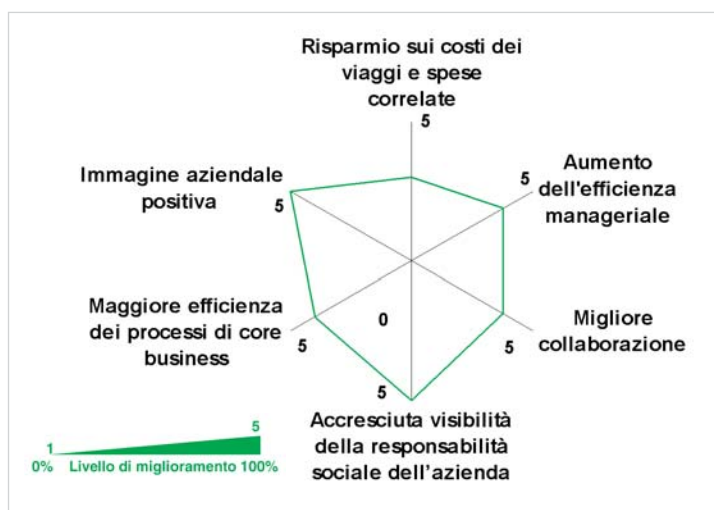 Risparmio sui costi dei
viaggi e spese
correlate
5
Aumento
dell'efficienza
manageriale
5
Immagine aziendale
positiva
5
Maggiore efficienza
dei processi di core
business
5
0
Migliore
collaborazione
5
5
Accresciuta visibilità
della responsabilità
sociale dell’azienda
1
5
0% Livello di miglioramento 100%